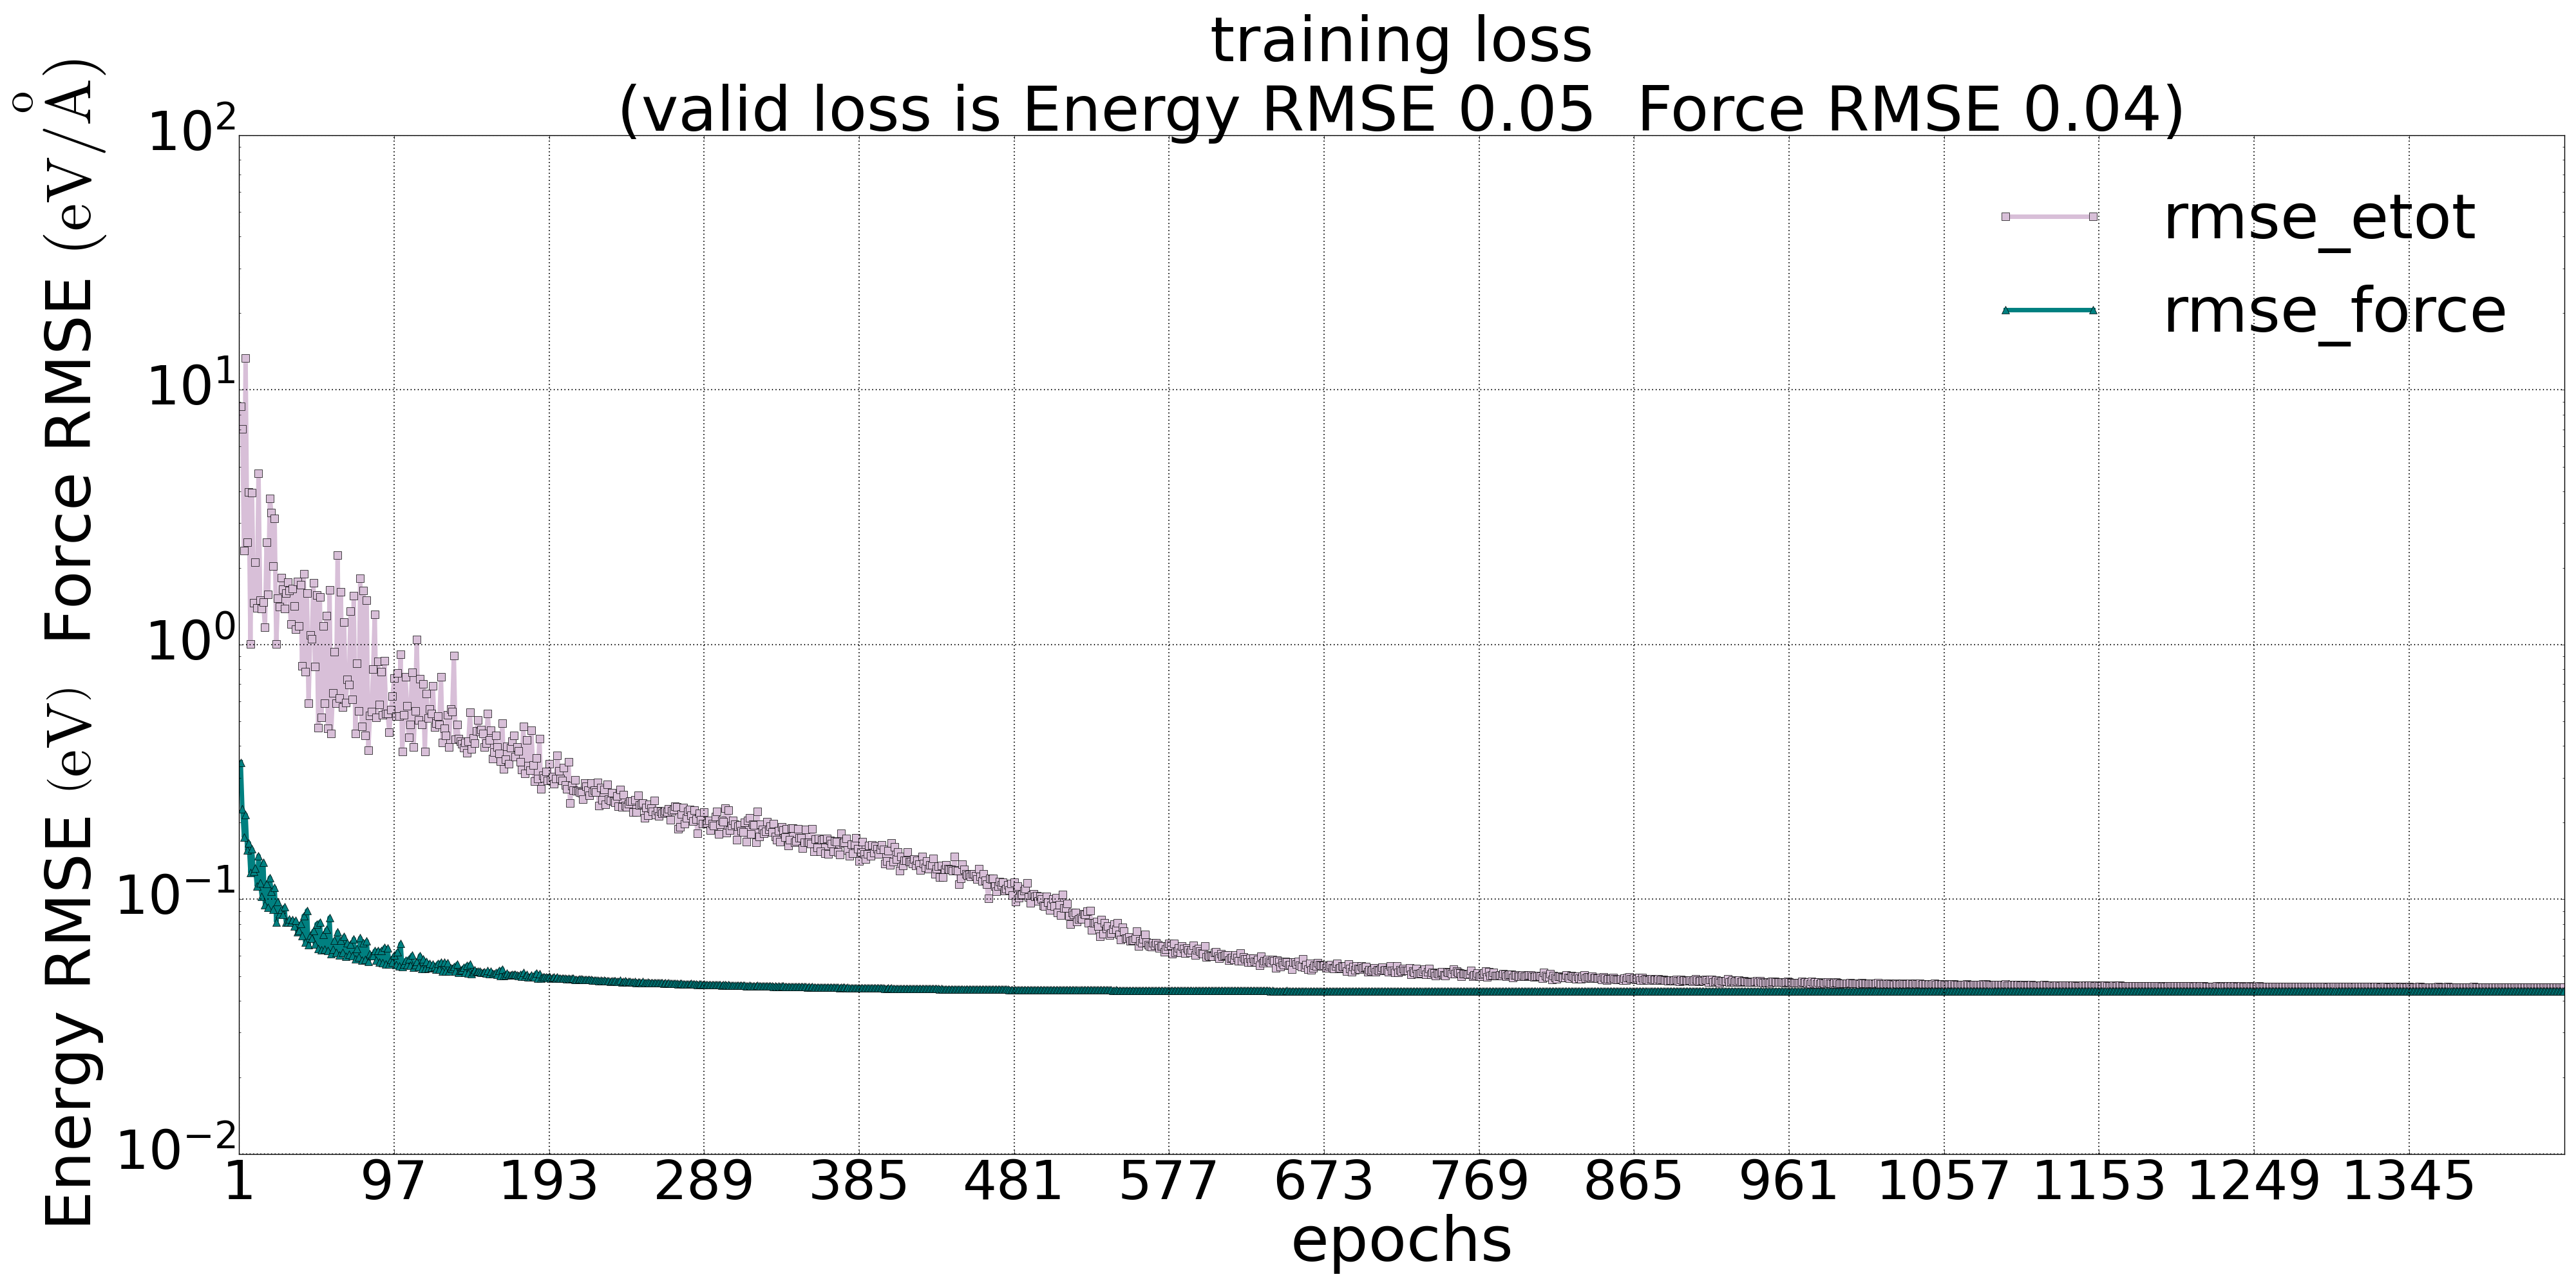 training loss
(valid loss is Energy RMSE 0.05  Force RMSE 0.04)
Energy RMSE (eV)  Force RMSE (eV/Å)
10²
10¹
10⁰
10⁻¹
10⁻²
rmse_etot
rmse_force
1 97 193 289 385 481 577 673 769 865 961 1057 1153 1249 1345
epochs